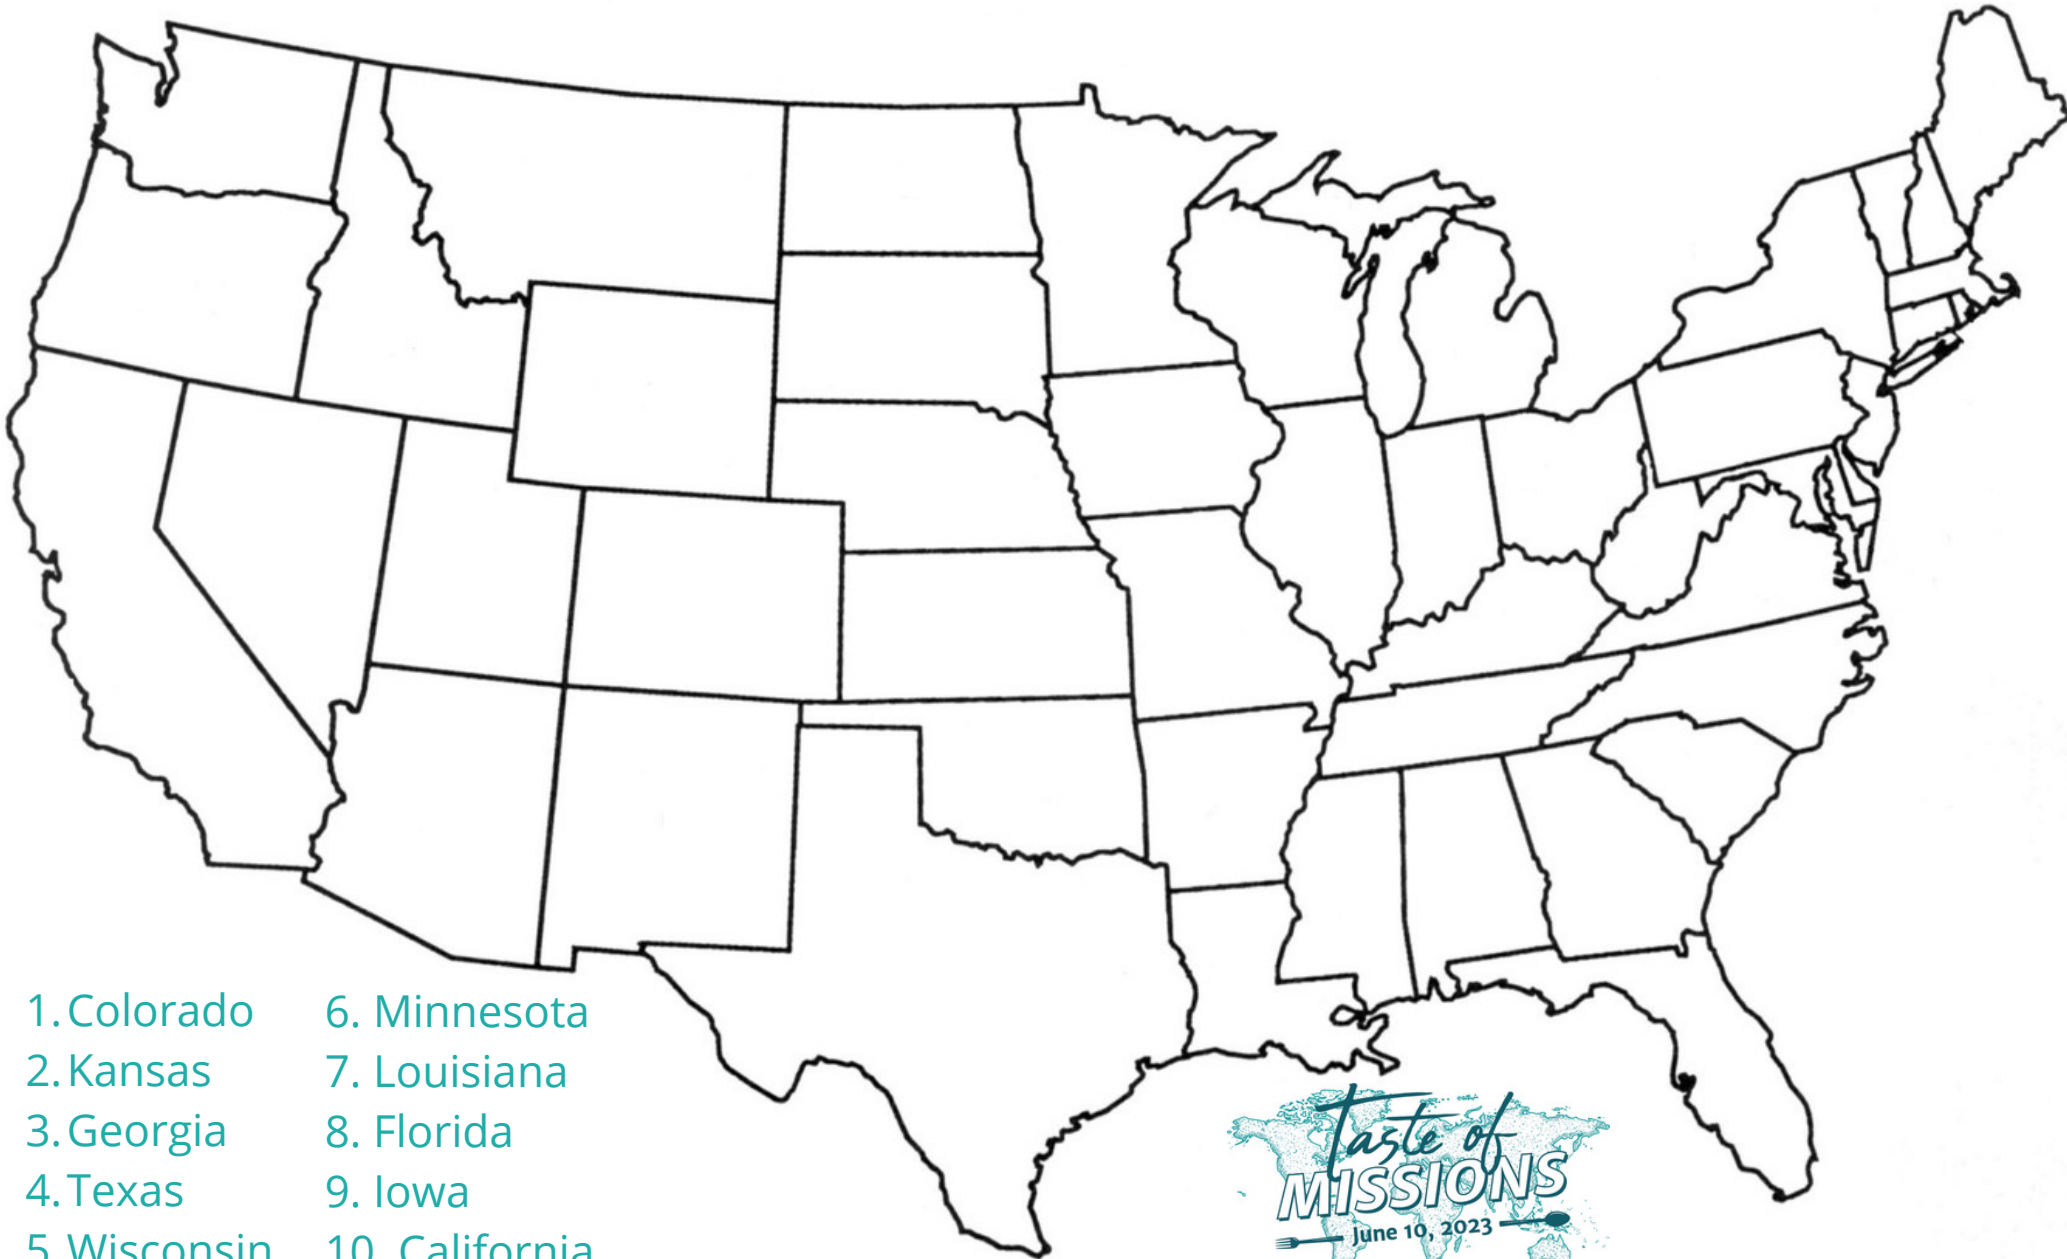 1. Colorado
2. Kansas
3. Georgia
4. Texas
5. Wisconsin
6. Minnesota
7. Louisiana
8. Florida
9. Iowa
10. California
Taste of
MISSIONS
June 10, 2023